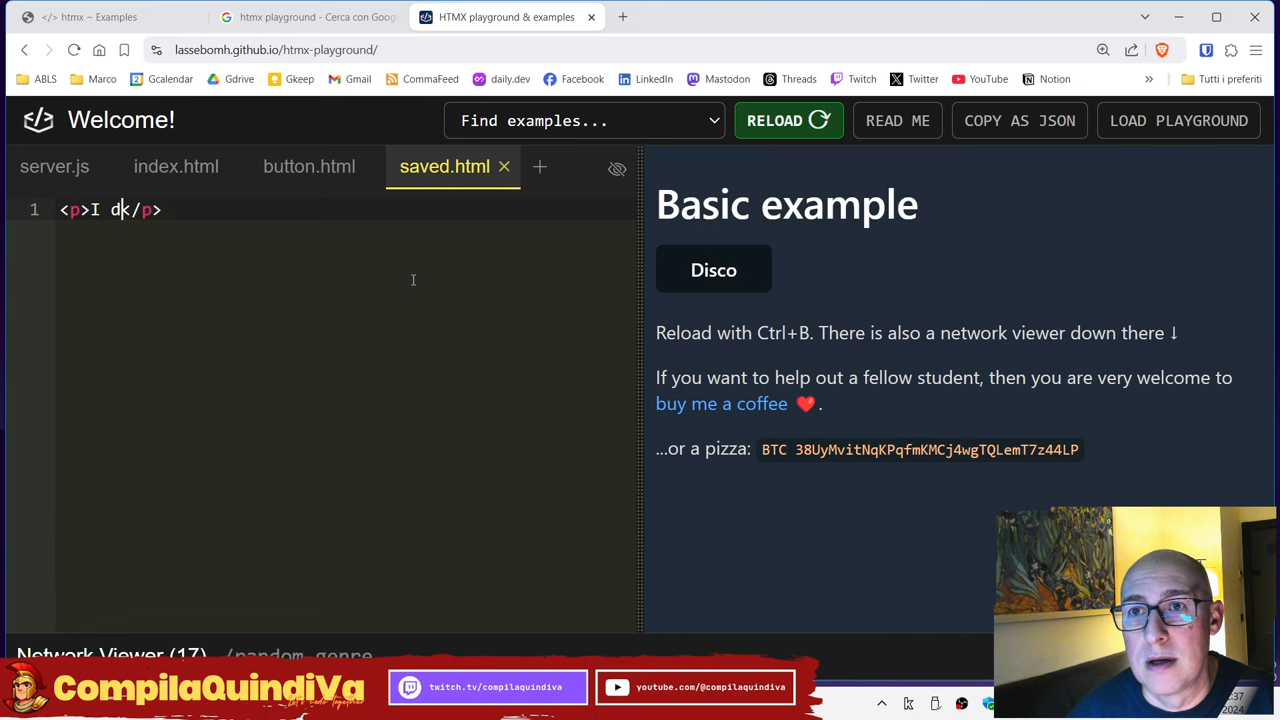 </> htmx ~ Examples
htmx playground - Cerca con Goog
HTMX playground & examples
lassebomh.github.io/htmx-playground/
ABLS Marco Gcalendar Gdrive Gkeep Gmail CommaFeed daily.dev Facebook LinkedIn Mastodon Threads Twitch Twitter YouTube Notion Tutti i preferiti
Welcome!
Find examples...
RELOAD
READ ME
COPY AS JSON
LOAD PLAYGROUND
server.js index.html button.html saved.html
1 <p>I d</p>
Basic example
Disco
Reload with Ctrl+B. There is also a network viewer down there ↓
If you want to help out a fellow student, then you are very welcome to
buy me a coffee ❤️.
...or a pizza: BTC 38UyMvitNqKPqfmKMCj4wgTQLemT7z44LP
Network Viewer (17) /random_genre
CompilaQuindiVa
Let's code together
twitch.tv/compilaquindiva
youtube.com/@compilaquindiva